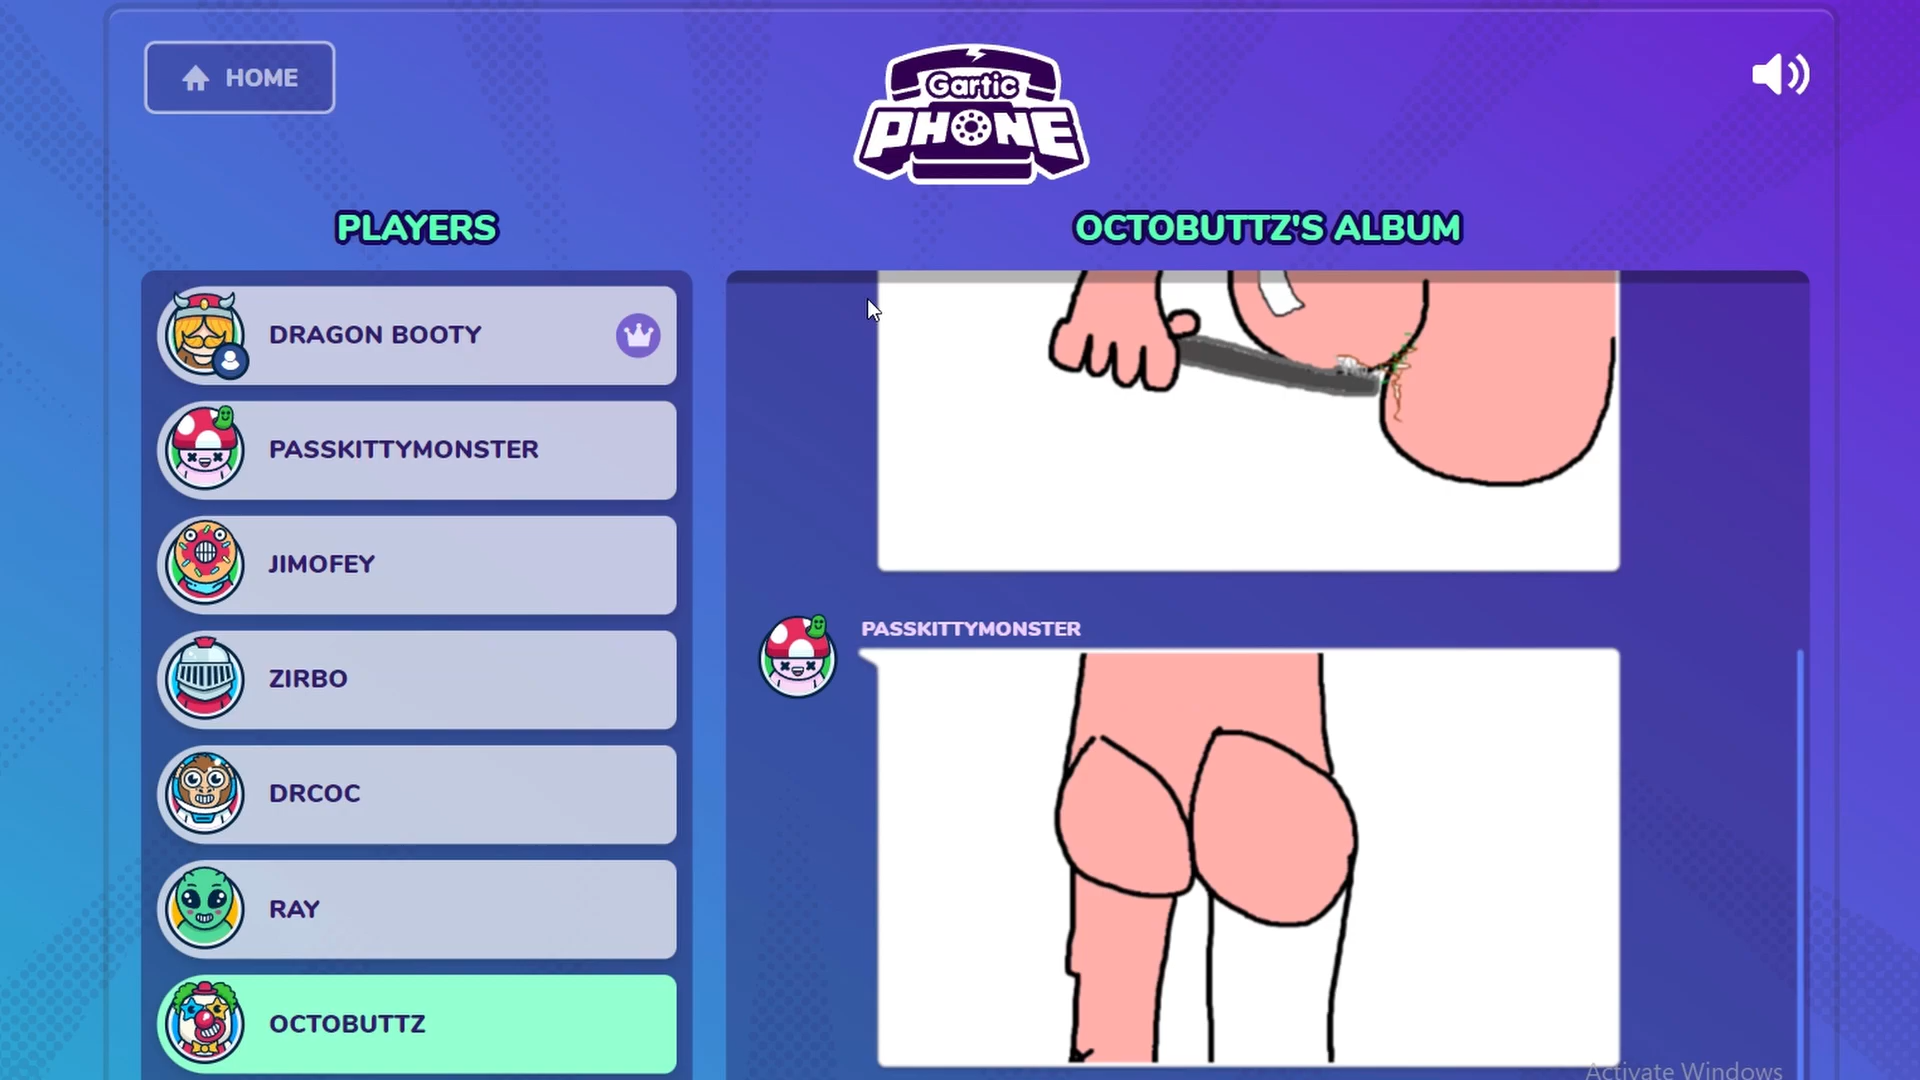 HOME
Gartic
PHONE
PLAYERS
OCTOBUTTZ'S ALBUM
DRAGON BOOTY
PASSKITTYMONSTER
JIMOFEY
ZIRBO
DRCOC
RAY
OCTOBUTTZ
PASSKITTYMONSTER
Activate Windows